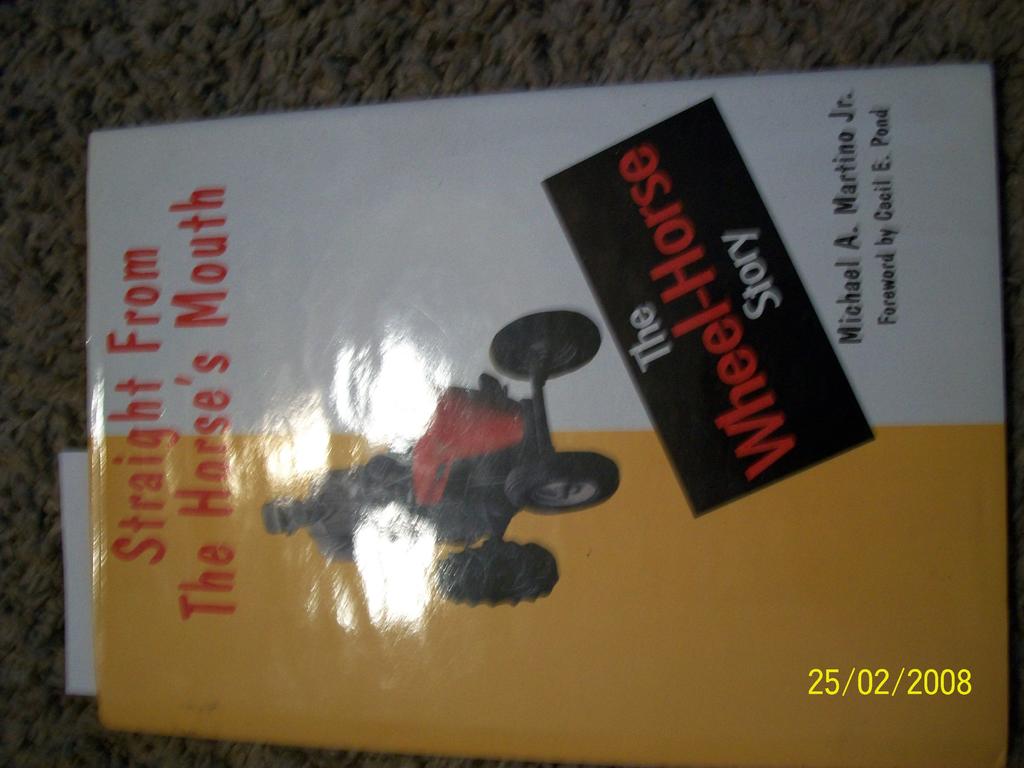 Straight From
The Horse's Mouth
The
Wheel-Horse
Story
Michael A. Martino Jr.
Foreword by Cecil E. Pond
25/02/2008